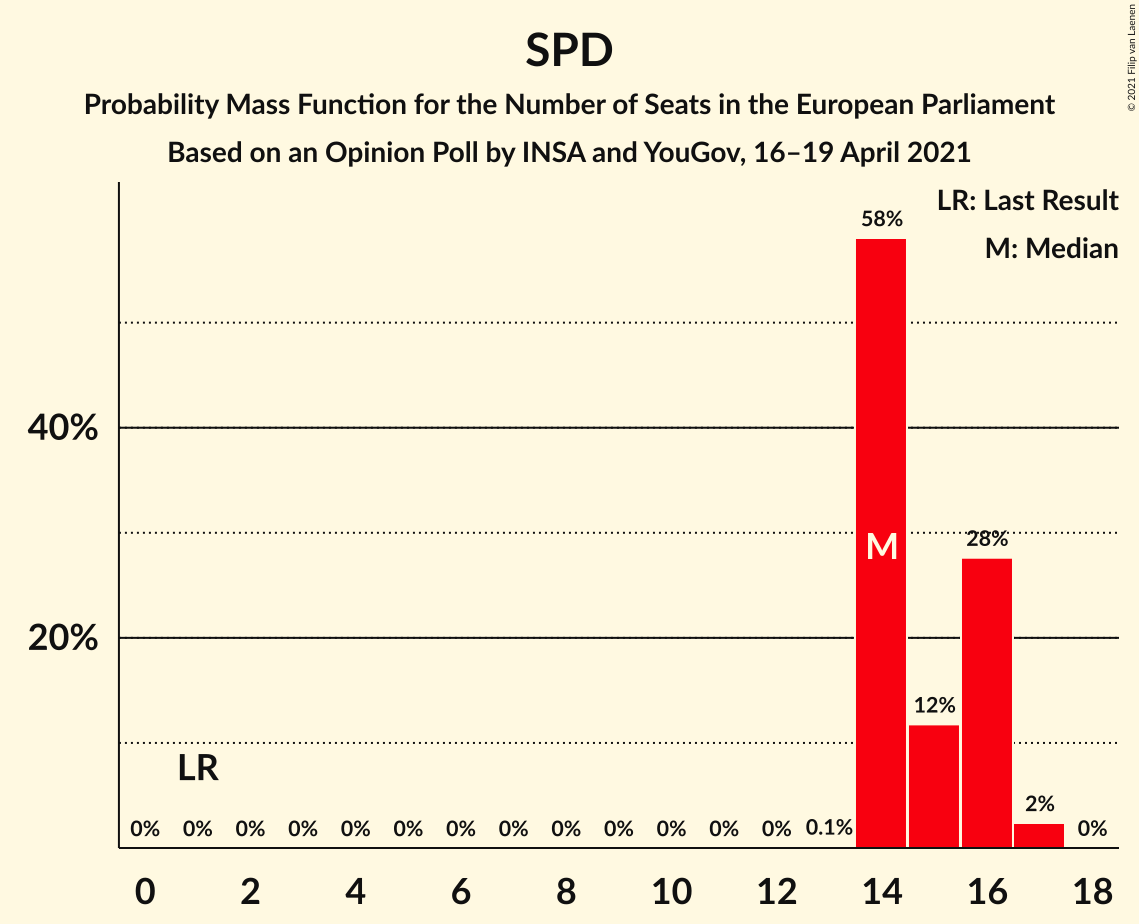 SPD
Probability Mass Function for the Number of Seats in the European Parliament
Based on an Opinion Poll by INSA and YouGov, 16–19 April 2021
© 2021 Filip van Laenen
LR: Last Result
M: Median
58%
40%
M
28%
20%
12%
LR
2%
0% 0% 0% 0% 0% 0% 0% 0% 0% 0% 0% 0% 0% 0.1% 0%
0 2 4 6 8 10 12 14 16 18